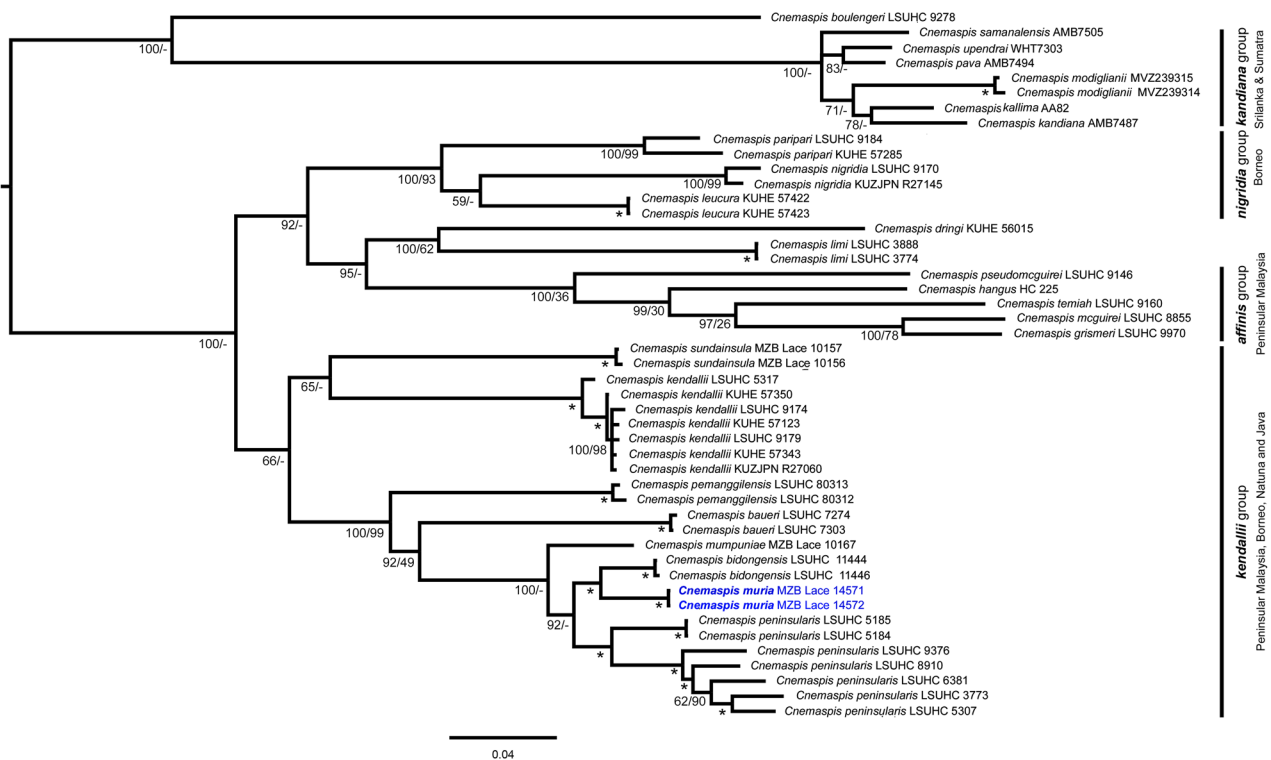 Cnemaspis boulengeri LSUHC 9278
100/-
Cnemaspis samanalensis AMB7505
Cnemaspis upendrai WHT7303
83/-
Cnemaspis pava AMB7494
100/-
Cnemaspis modiglianii MVZ239315
*
Cnemaspis modiglianii MVZ239314
71/-
Cnemaspis kallima AA82
78/-
Cnemaspis kandiana AMB7487
kandiana group
Srilanka & Sumatra
Cnemaspis paripari LSUHC 9184
100/99
Cnemaspis paripari KUHE 57285
100/93
Cnemaspis nigridia LSUHC 9170
100/99
Cnemaspis nigridia KUZJPN R27145
59/-
Cnemaspis leucura KUHE 57422
*
Cnemaspis leucura KUHE 57423
nigridia group
Borneo
92/-
Cnemaspis dringi KUHE 56015
100/62
Cnemaspis limi LSUHC 3888
*
Cnemaspis limi LSUHC 3774
95/-
Cnemaspis pseudomcguirei LSUHC 9146
100/36
Cnemaspis hangus HC 225
99/30
Cnemaspis temiah LSUHC 9160
97/26
Cnemaspis mcguirei LSUHC 8855
100/78
Cnemaspis grismeri LSUHC 9970
affinis group
Peninsular Malaysia
100/-
Cnemaspis sundainsula MZB Lace 10157
*
Cnemaspis sundainsula MZB Lace 10156
65/-
Cnemaspis kendallii LSUHC 5317
*
Cnemaspis kendallii KUHE 57350
Cnemaspis kendallii LSUHC 9174
*
Cnemaspis kendallii KUHE 57123
Cnemaspis kendallii LSUHC 9179
100/98
Cnemaspis kendallii KUHE 57343
Cnemaspis kendallii KUZJPN R27060
66/-
Cnemaspis pemanggilensis LSUHC 80313
*
Cnemaspis pemanggilensis LSUHC 80312
100/99
Cnemaspis baueri LSUHC 7274
*
Cnemaspis baueri LSUHC 7303
92/49
Cnemaspis mumpuniae MZB Lace 10167
100/-
Cnemaspis bidongensis LSUHC 11444
*
Cnemaspis bidongensis LSUHC 11446
*
Cnemaspis muria MZB Lace 14571
*
Cnemaspis muria MZB Lace 14572
92/-
Cnemaspis peninsularis LSUHC 5185
*
Cnemaspis peninsularis LSUHC 5184
*
Cnemaspis peninsularis LSUHC 9376
*
Cnemaspis peninsularis LSUHC 8910
*
Cnemaspis peninsularis LSUHC 6381
62/90
Cnemaspis peninsularis LSUHC 3773
*
Cnemaspis peninsularis LSUHC 5307
kendallii group
Peninsular Malaysia, Borneo, Natuna and Java
0.04